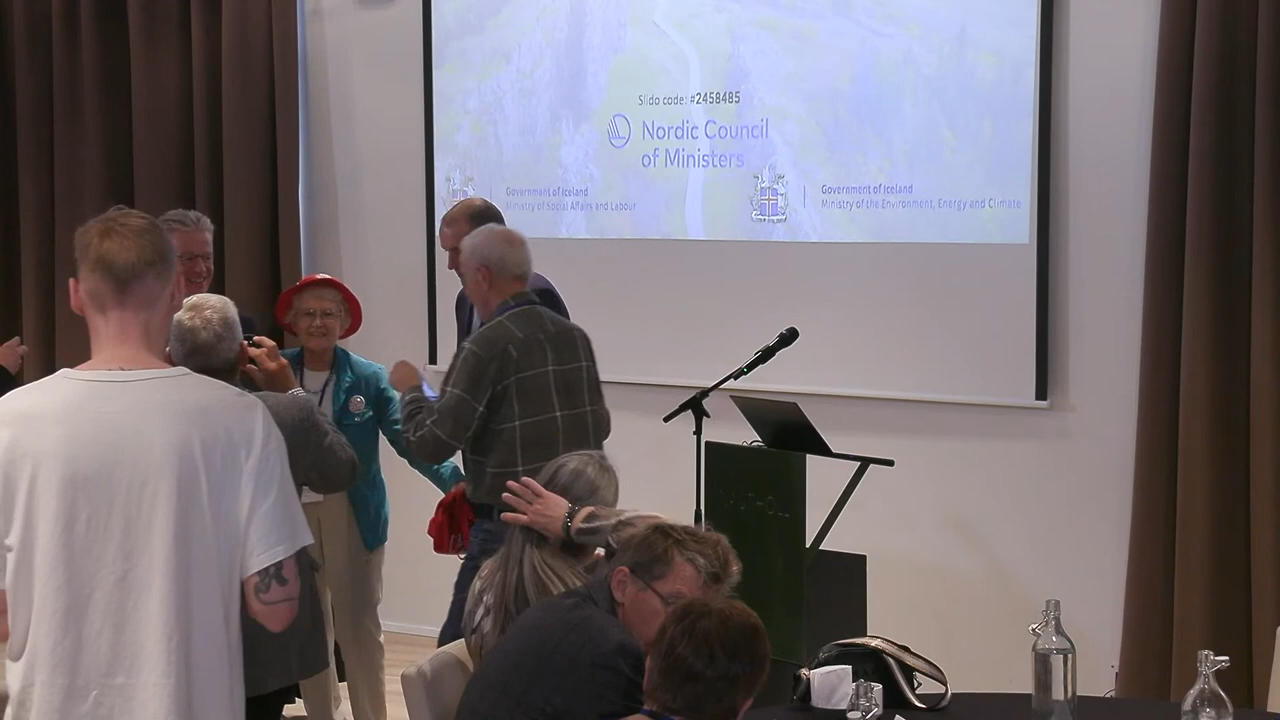 Slido code: #2458485
Nordic Council
of Ministers
Government of Iceland
Ministry of Social Affairs and Labour
Government of Iceland
Ministry of the Environment, Energy and Climate